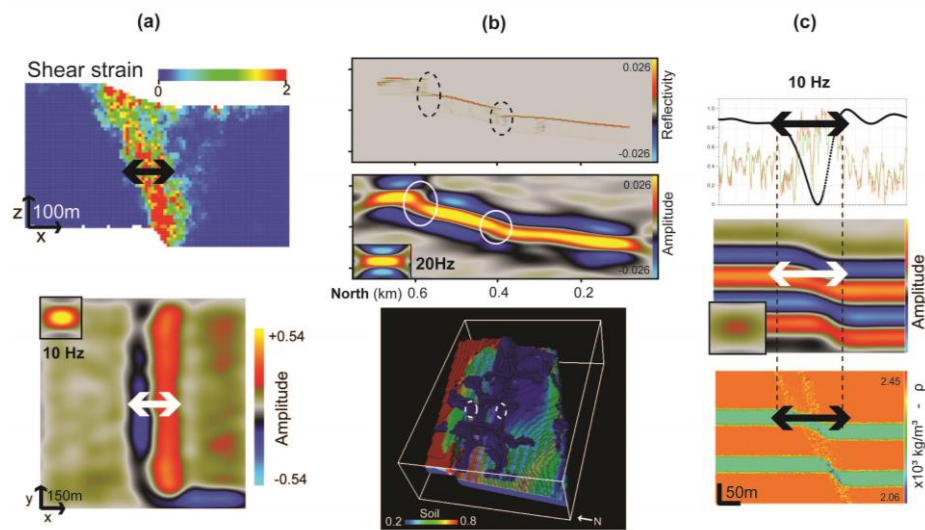 (a)
Shear strain
0
2
z
100m
x
10 Hz
+0.54
Amplitude
-0.54
y
150m
x
(b)
0.026
Reflectivity
-0.026
0.026
Amplitude
-0.026
20Hz
North (km) 0.6 0.4 0.2
0.2 Soil 0.8
N
(c)
10 Hz
1.0
0.8
0.6
0.4
0.2
0
Amplitude
2.45
x10³ kg/m³ - ρ
2.06
50m